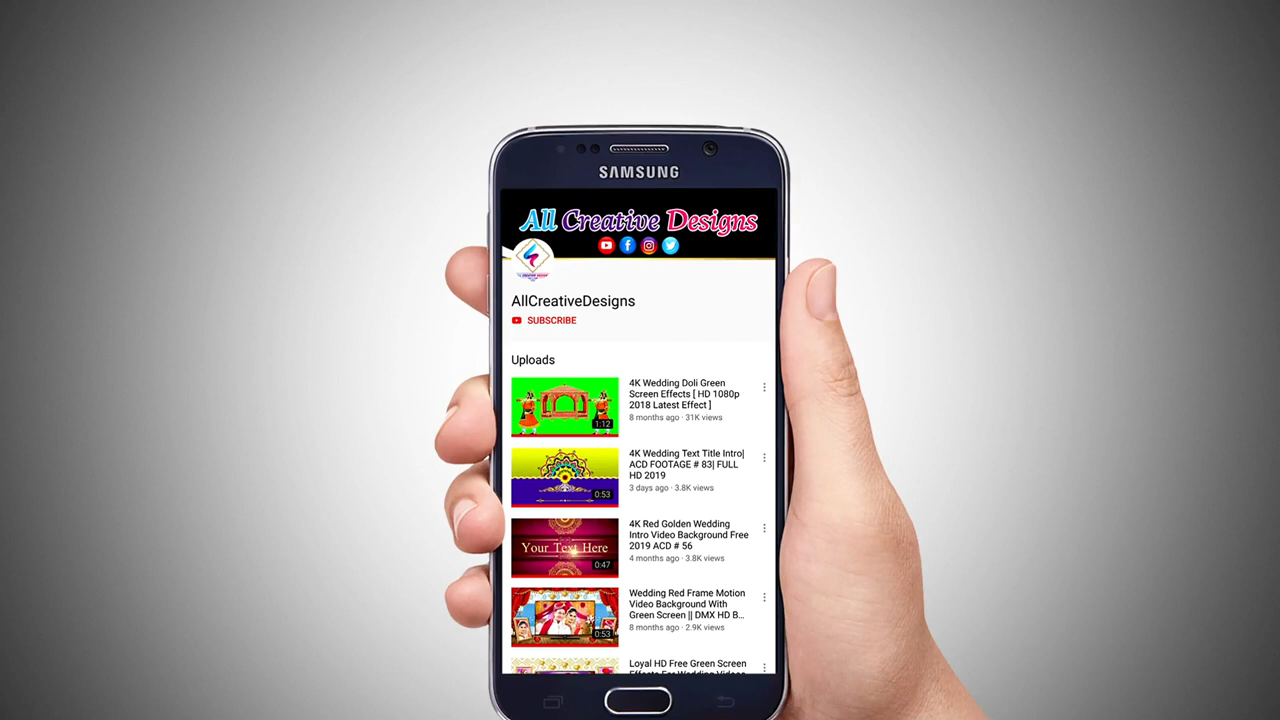 SAMSUNG
All Creative Designs
AllCreativeDesigns
SUBSCRIBE
Uploads
4K Wedding Doli Green
Screen Effects [ HD 1080p
2018 Latest Effect ]
8 months ago · 31K views
1:12
4K Wedding Text Title Intro|
ACD FOOTAGE # 83| FULL
HD 2019
3 days ago · 3.8K views
0:53
4K Red Golden Wedding
Intro Video Background Free
2019 ACD # 56
4 months ago · 3.8K views
Your Text Here
0:47
Wedding Red Frame Motion
Video Background With
Green Screen || DMX HD B...
8 months ago · 2.9K views
0:53
Loyal HD Free Green Screen
Effects For Wedding Videos